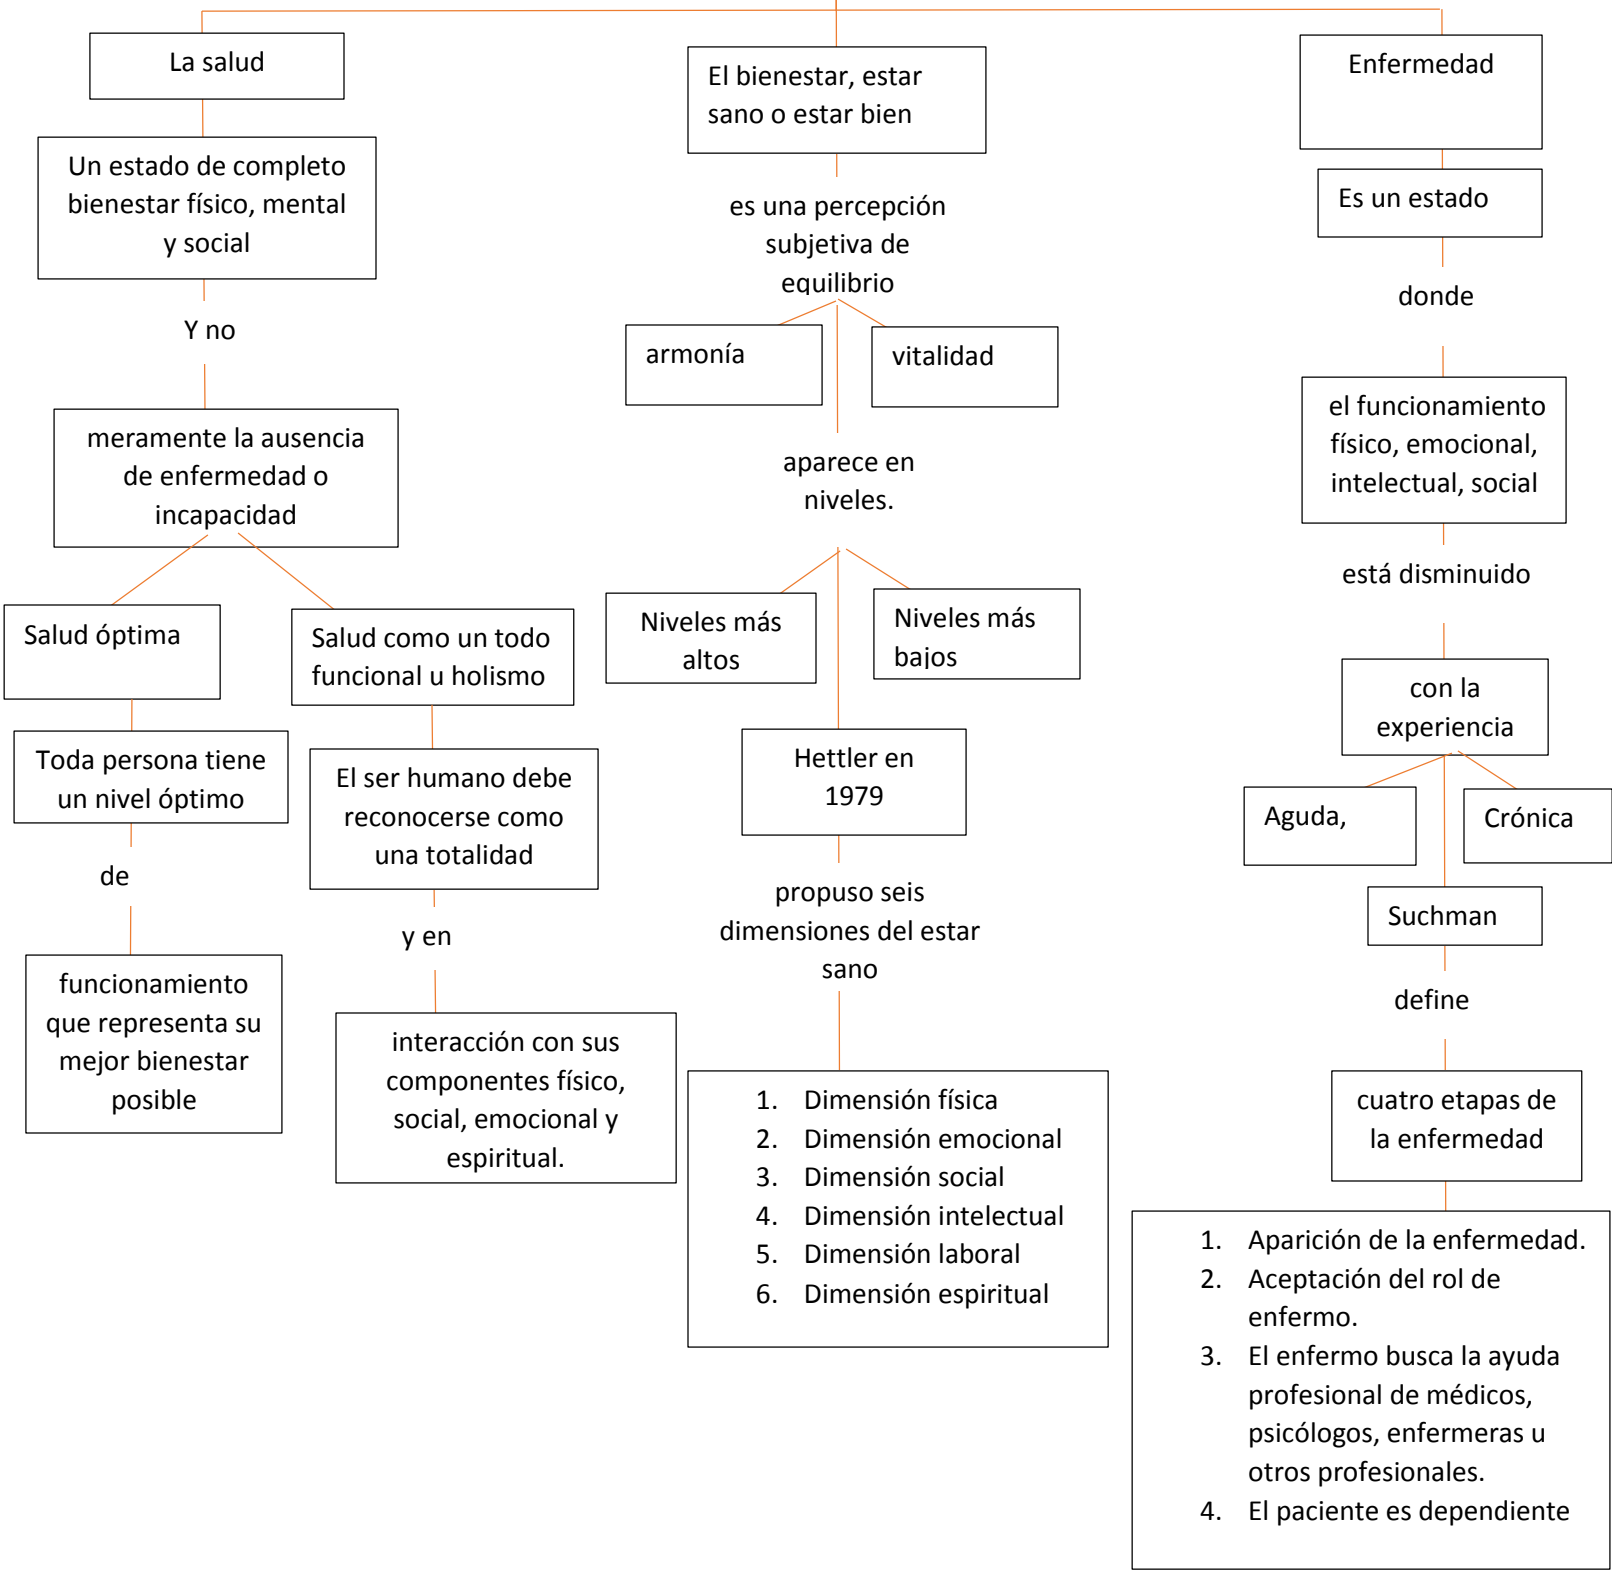 La salud
Un estado de completo
bienestar físico, mental
y social
Y no
meramente la ausencia
de enfermedad o
incapacidad
Salud óptima
Toda persona tiene
un nivel óptimo
de
funcionamiento
que representa su
mejor bienestar
posible
Salud como un todo
funcional u holismo
El ser humano debe
reconocerse como
una totalidad
y en
interacción con sus
componentes físico,
social, emocional y
espiritual.
El bienestar, estar
sano o estar bien
es una percepción
subjetiva de
equilibrio
armonía
vitalidad
aparece en
niveles.
Niveles más
altos
Niveles más
bajos
Hettler en
1979
propuso seis
dimensiones del estar
sano
1. Dimensión física
2. Dimensión emocional
3. Dimensión social
4. Dimensión intelectual
5. Dimensión laboral
6. Dimensión espiritual
Enfermedad
Es un estado
donde
el funcionamiento
físico, emocional,
intelectual, social
está disminuido
con la
experiencia
Aguda,
Crónica
Suchman
define
cuatro etapas de
la enfermedad
1. Aparición de la enfermedad.
2. Aceptación del rol de
enfermo.
3. El enfermo busca la ayuda
profesional de médicos,
psicólogos, enfermeras u
otros profesionales.
4. El paciente es dependiente